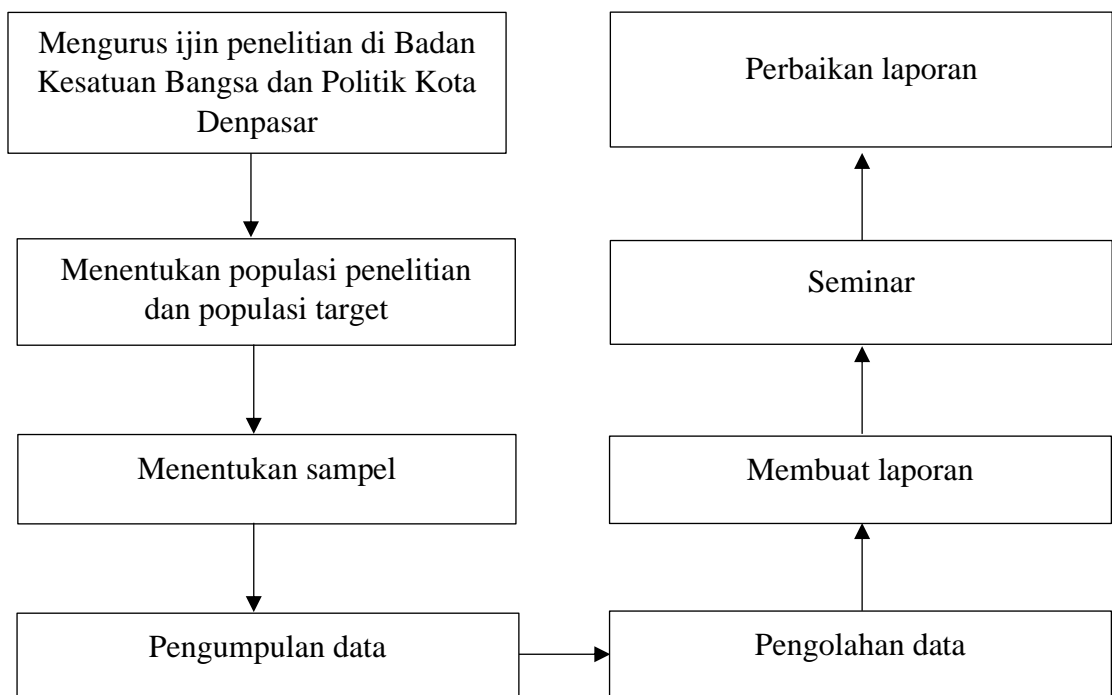 Mengurus ijin penelitian di Badan
Kesatuan Bangsa dan Politik Kota
Denpasar
Menentukan populasi penelitian
dan populasi target
Menentukan sampel
Pengumpulan data
Pengolahan data
Membuat laporan
Seminar
Perbaikan laporan